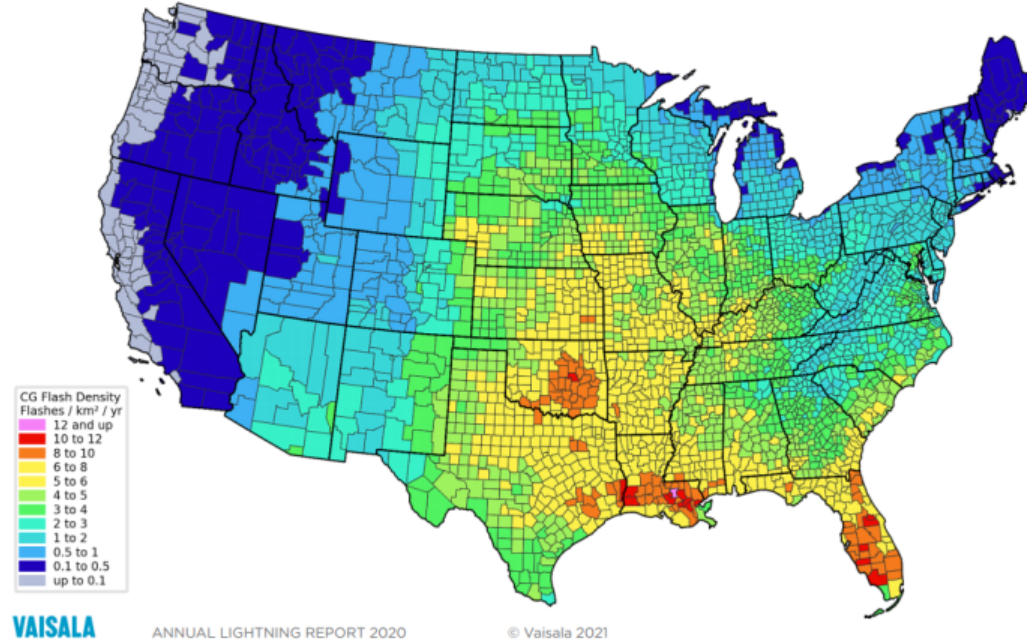 CG Flash Density
Flashes / km² / yr
12 and up
10 to 12
8 to 10
6 to 8
5 to 6
4 to 5
3 to 4
2 to 3
1 to 2
0.5 to 1
0.1 to 0.5
up to 0.1
VAISALA
ANNUAL LIGHTNING REPORT 2020
© Vaisala 2021